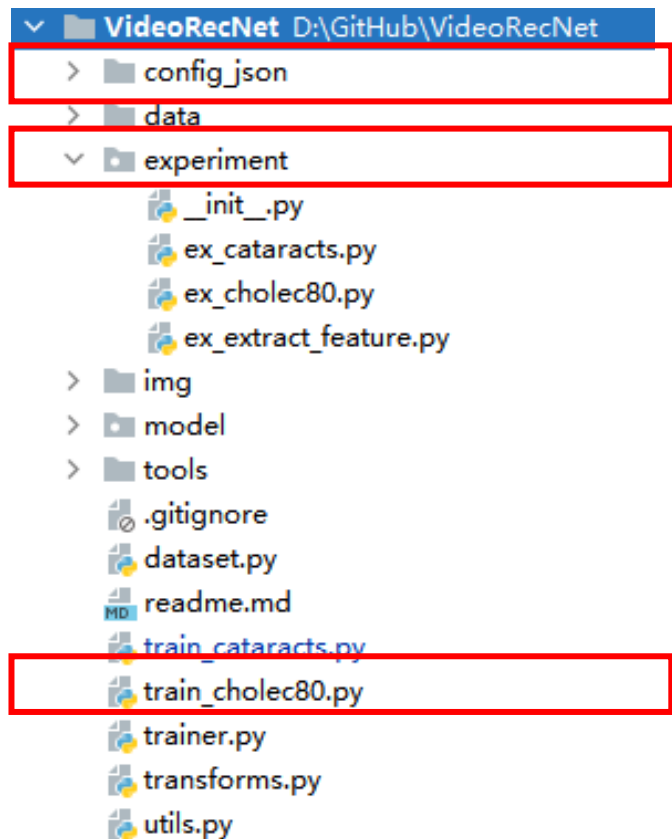 VideoRecNet D:\GitHub\VideoRecNet
config_json
data
experiment
__init__.py
ex_cataracts.py
ex_cholec80.py
ex_extract_feature.py
img
model
tools
.gitignore
dataset.py
MD readme.md
train_cataracts.py
train_cholec80.py
trainer.py
transforms.py
utils.py